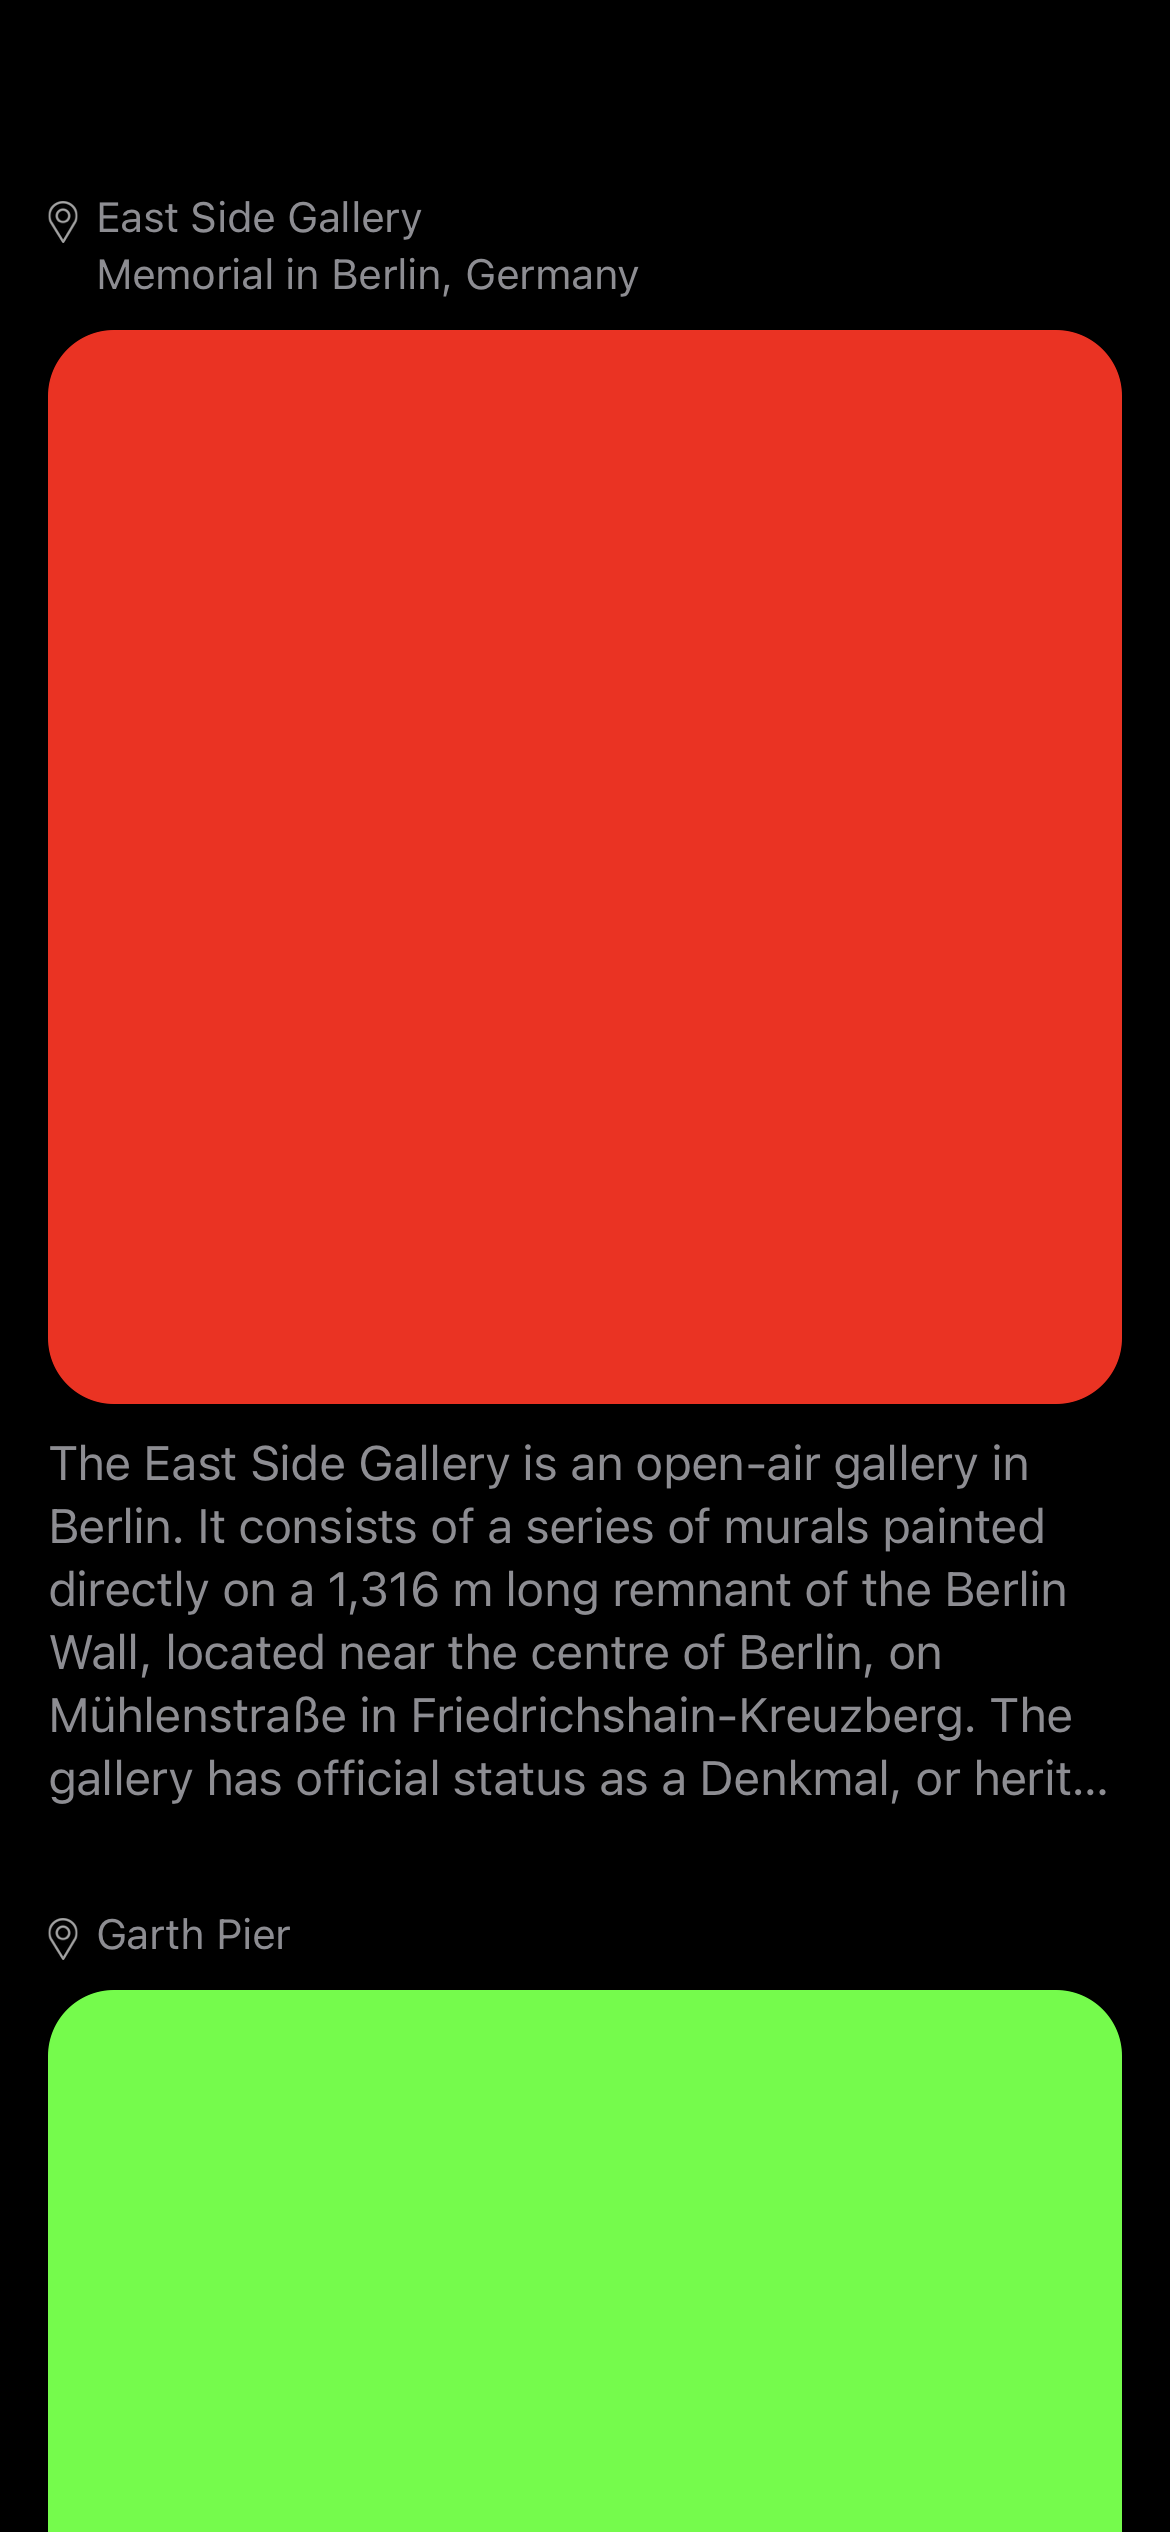 East Side Gallery
Memorial in Berlin, Germany
The East Side Gallery is an open-air gallery in
Berlin. It consists of a series of murals painted
directly on a 1,316 m long remnant of the Berlin
Wall, located near the centre of Berlin, on
Mühlenstraße in Friedrichshain-Kreuzberg. The
gallery has official status as a Denkmal, or herit...
Garth Pier